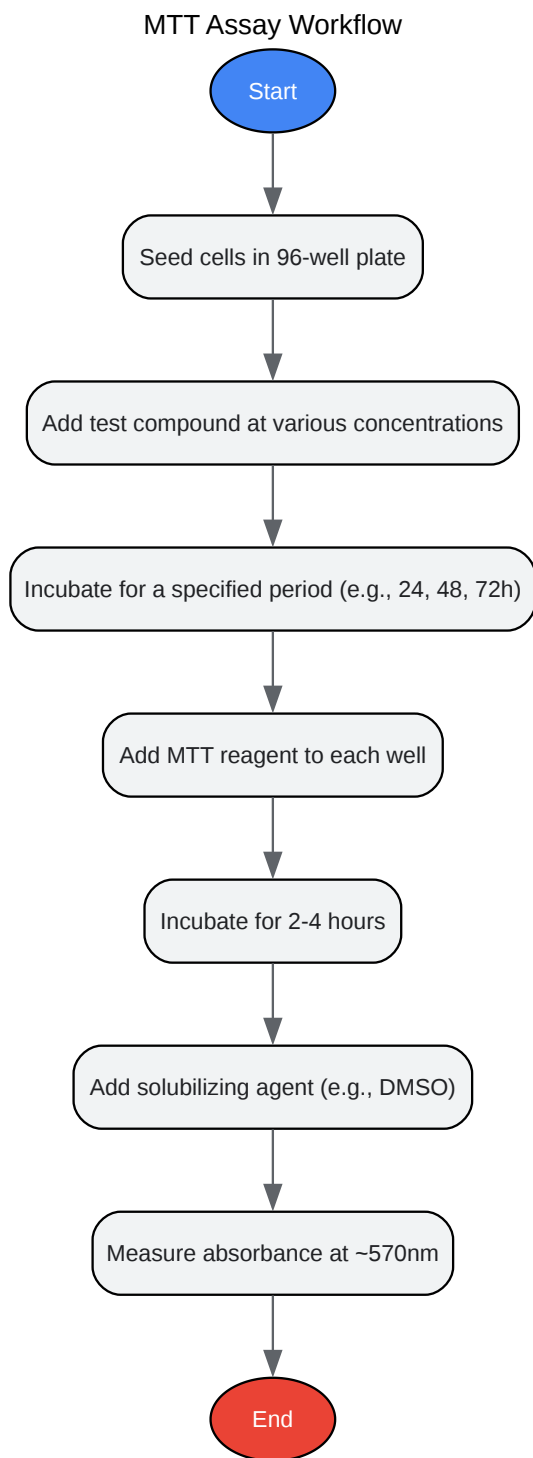 MTT Assay Workflow
Start
Seed cells in 96-well plate
Add test compound at various concentrations
Incubate for a specified period (e.g., 24, 48, 72h)
Add MTT reagent to each well
Incubate for 2-4 hours
Add solubilizing agent (e.g., DMSO)
Measure absorbance at ~570nm
End